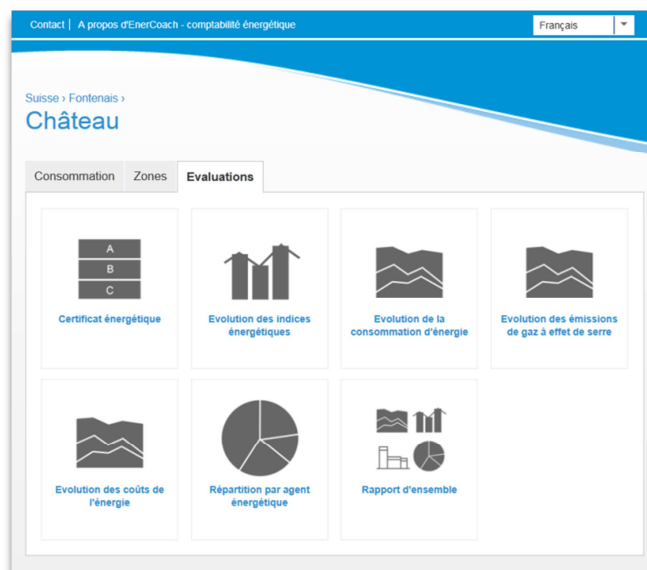 Contact | A propos d'EnerCoach - comptabilité énergétique
Français
Suisse › Fontenais ›
Château
Consommation
Zones
Evaluations
A
B
C
Certificat énergétique
Evolution des indices
énergétiques
Evolution de la
consommation d'énergie
Evolution des émissions
de gaz à effet de serre
Evolution des coûts de
l'énergie
Répartition par agent
énergétique
Rapport d'ensemble